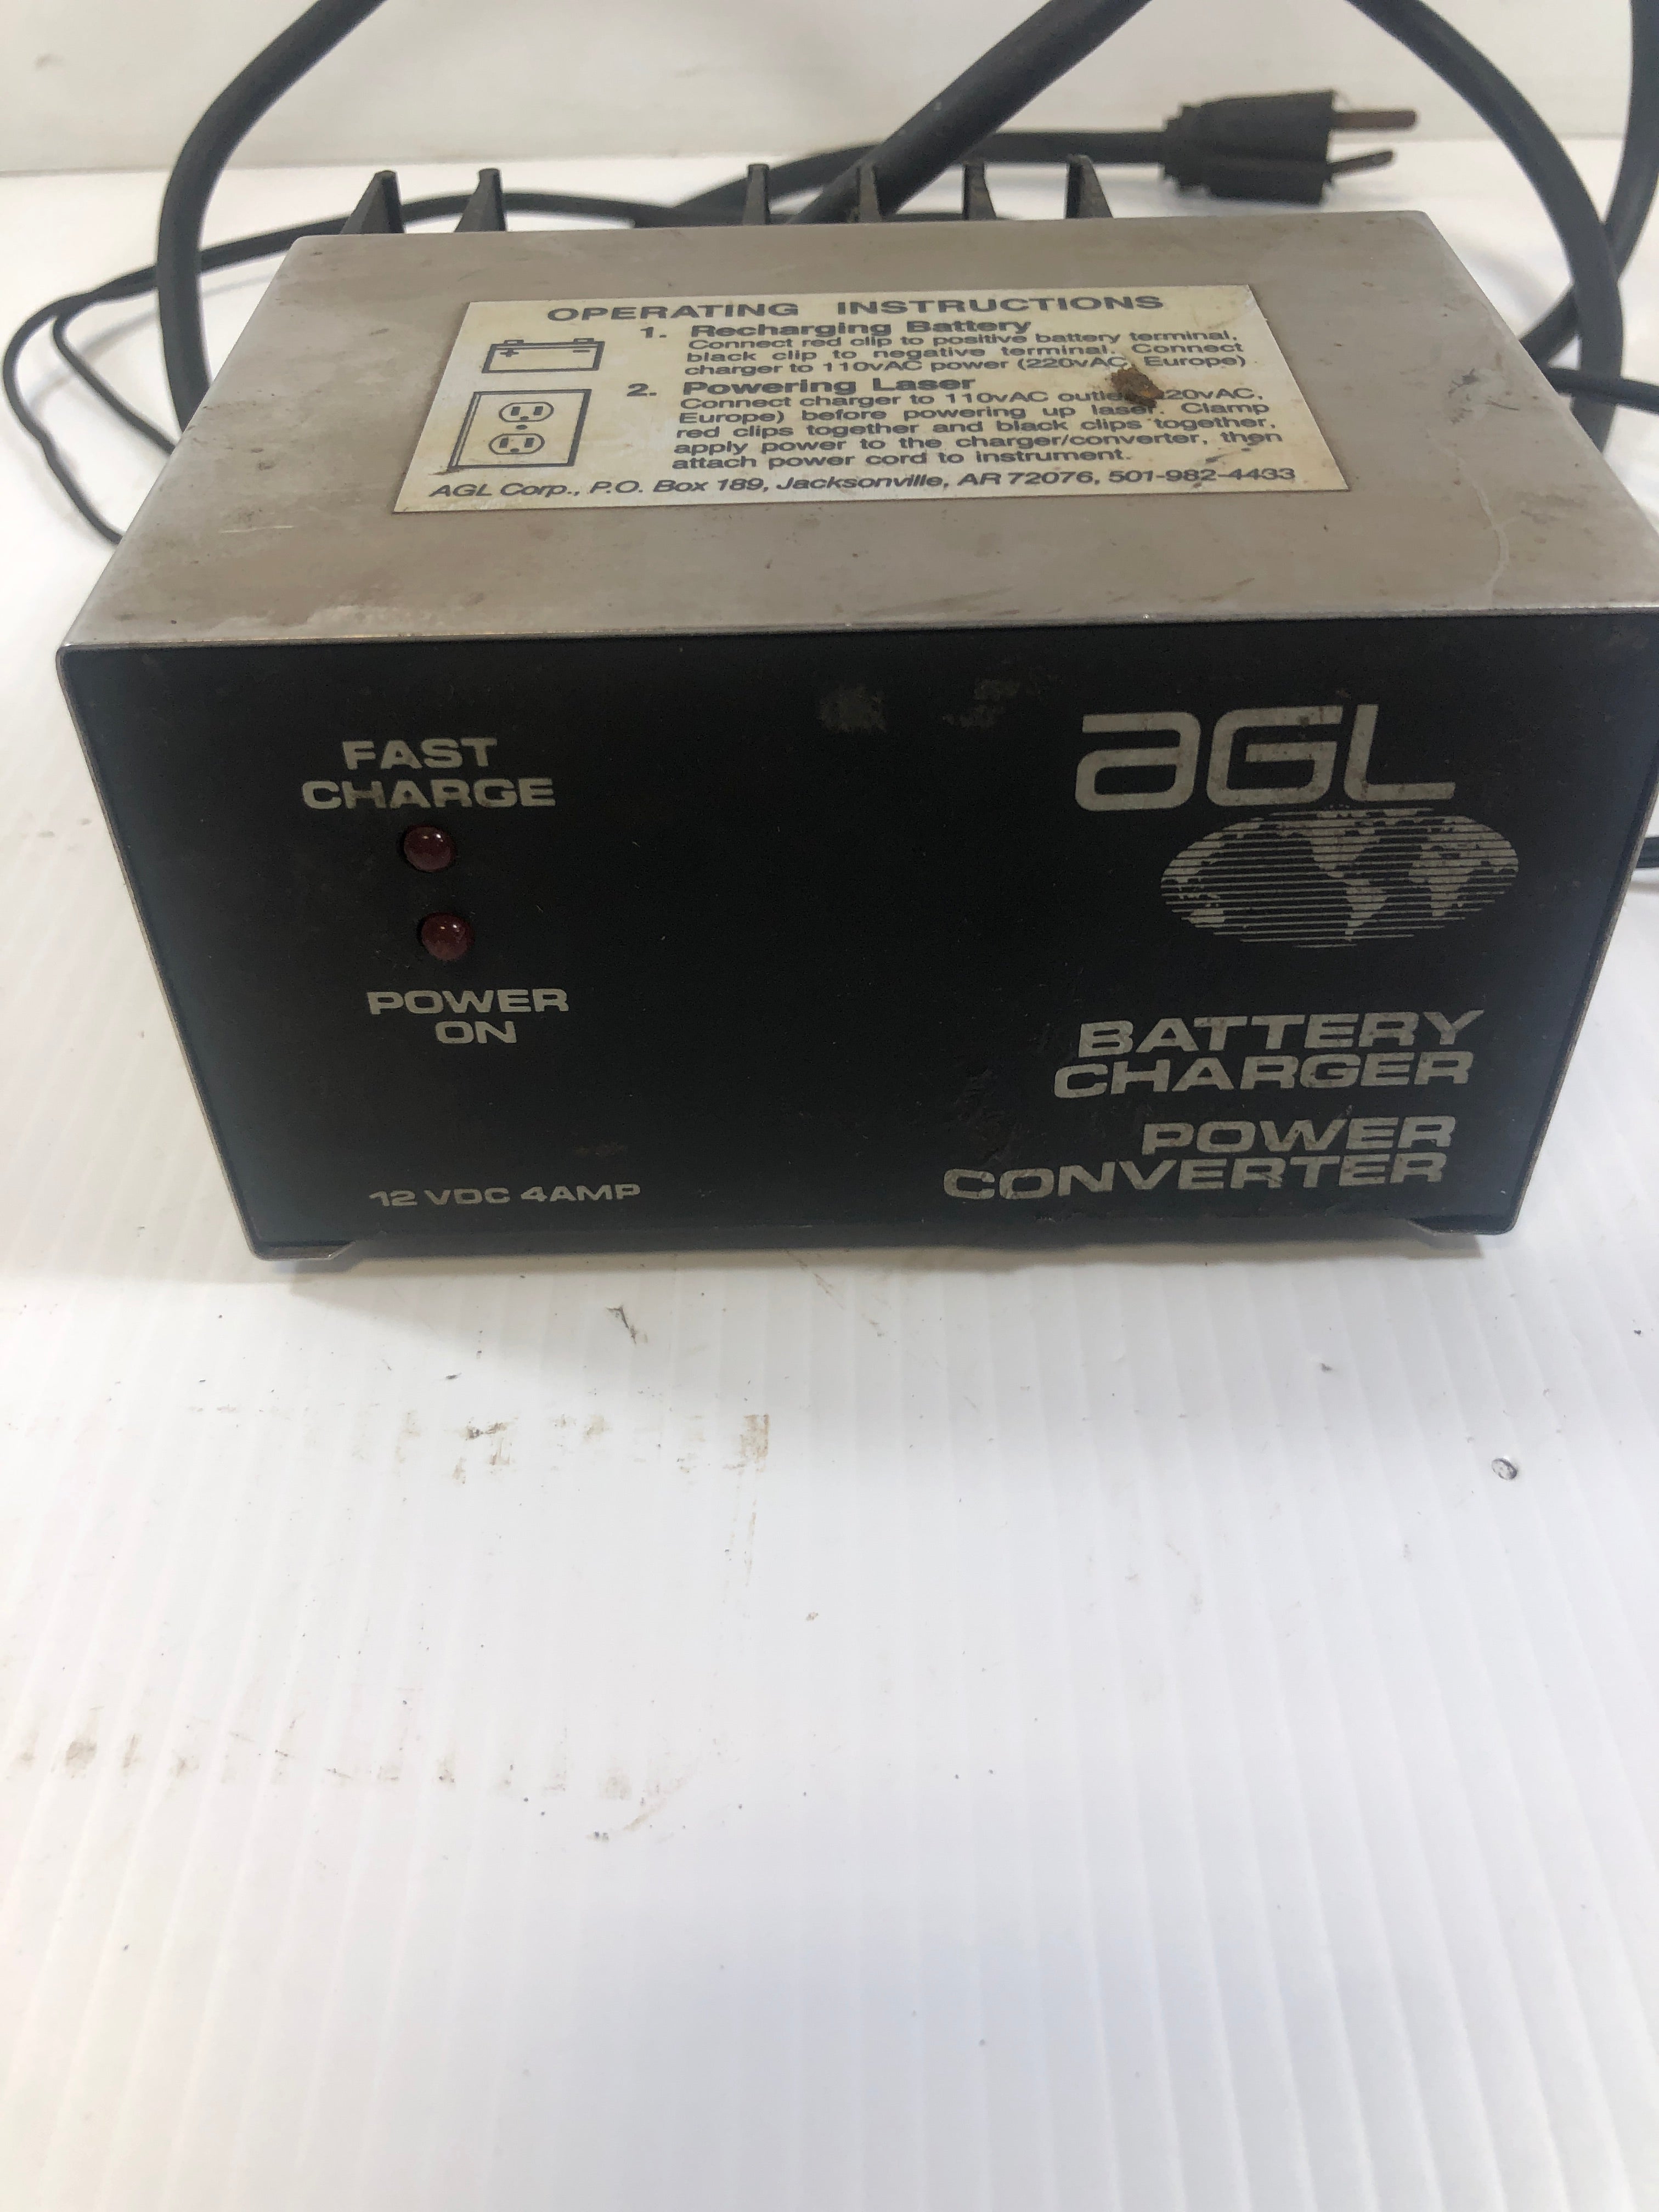 OPERATING INSTRUCTIONS
1. Recharging Battery
Connect red clip to positive battery terminal,
black clip to negative terminal. Connect
charger to 110vAC power (220vAC, Europe)
2. Powering Laser
Connect charger to 110vAC 20vAC,
Europe) before powering up laser. Clamp
red clips together and black clips together,
apply power to the charger/converter, then
attach power cord to instrument.
AGL Corp., P.O. Box 189, Jacksonville, AR 72076, 501-982-4433
+ -
FAST
CHARGE
POWER
ON
12 VDC 4AMP
AGL
BATTERY
CHARGER
POWER
CONVERTER